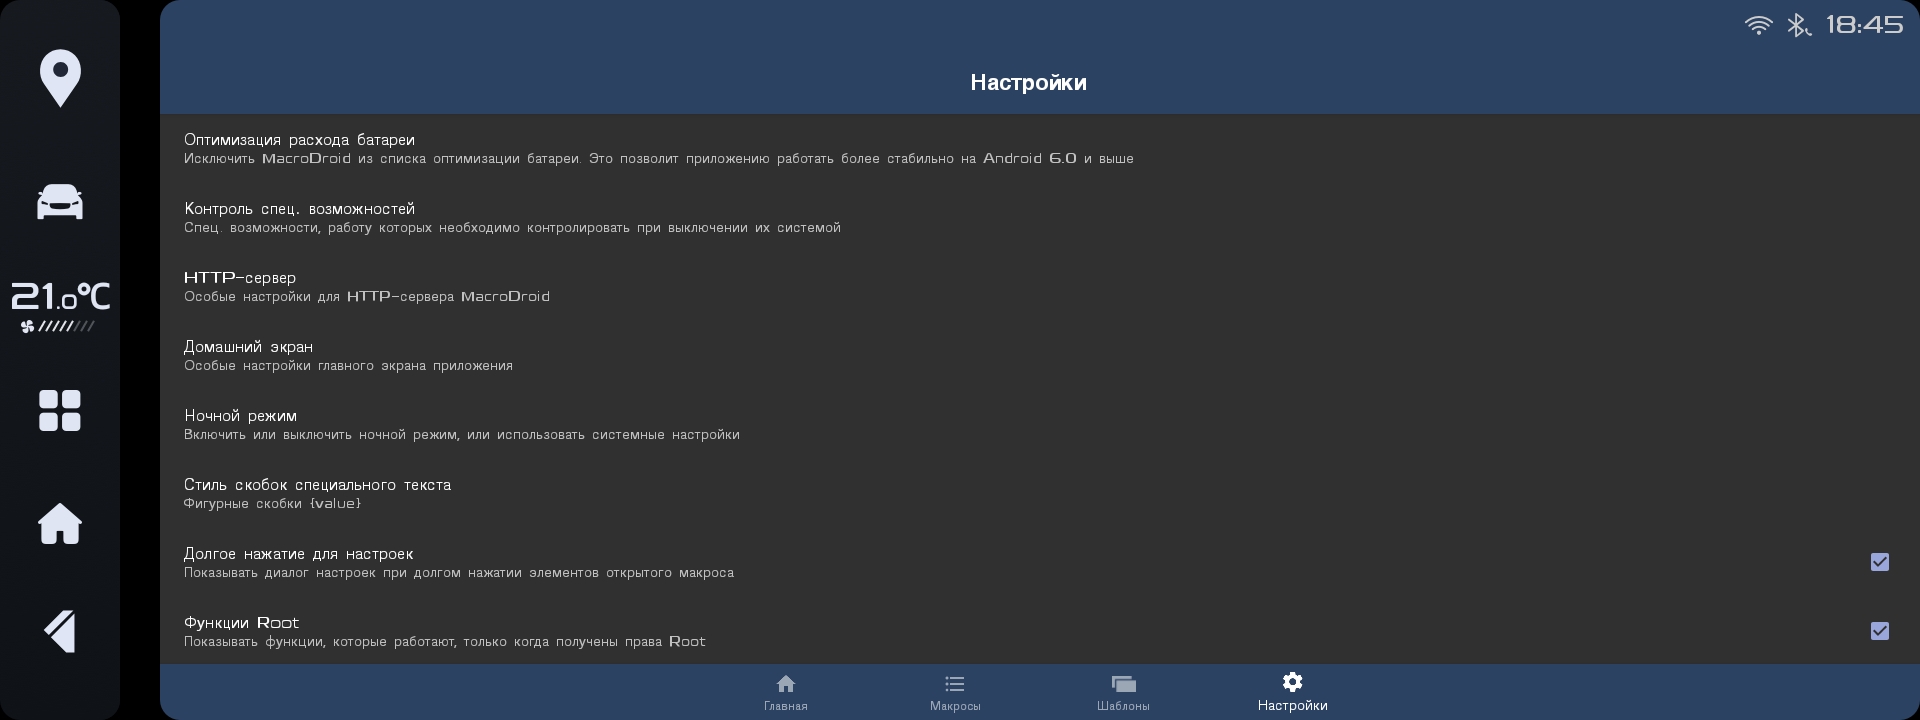 18:45
Настройки
Оптимизация расхода батареи
Исключить MacroDroid из списка оптимизации батареи. Это позволит приложению работать более стабильно на Android 6.0 и выше
Контроль спец. возможностей
Спец. возможности, работу которых необходимо контролировать при выключении их системой
21.0°C
HTTP-сервер
Особые настройки для HTTP-сервера MacroDroid
Домашний экран
Особые настройки главного экрана приложения
Ночной режим
Включить или выключить ночной режим, или использовать системные настройки
Стиль скобок специального текста
Фигурные скобки {value}
Долгое нажатие для настроек
Показывать диалог настроек при долгом нажатии элементов открытого макроса
Функции Root
Показывать функции, которые работают, только когда получены права Root
Главная
Макросы
Шаблоны
Настройки